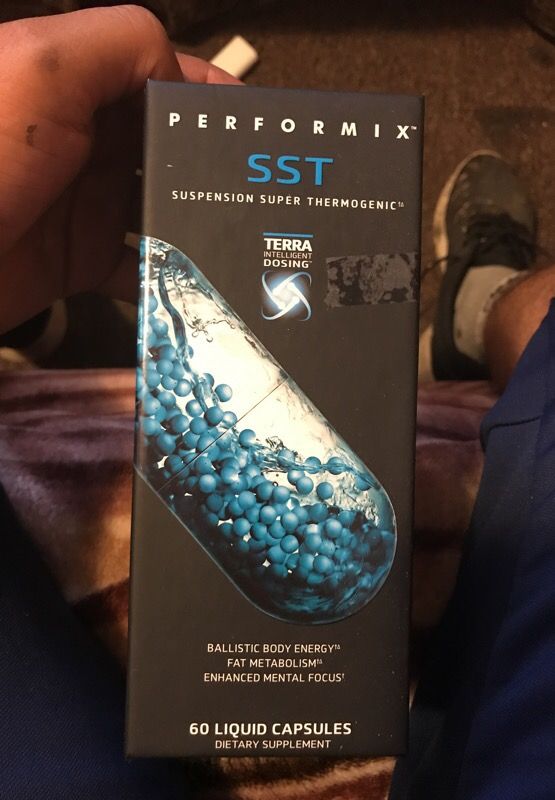 PERFORMIX™
SST
SUSPENSION SUPER THERMOGENIC†Δ
TERRA
INTELLIGENT
DOSING™
BALLISTIC BODY ENERGY†Δ
FAT METABOLISM†Δ
ENHANCED MENTAL FOCUS†
60 LIQUID CAPSULES
DIETARY SUPPLEMENT